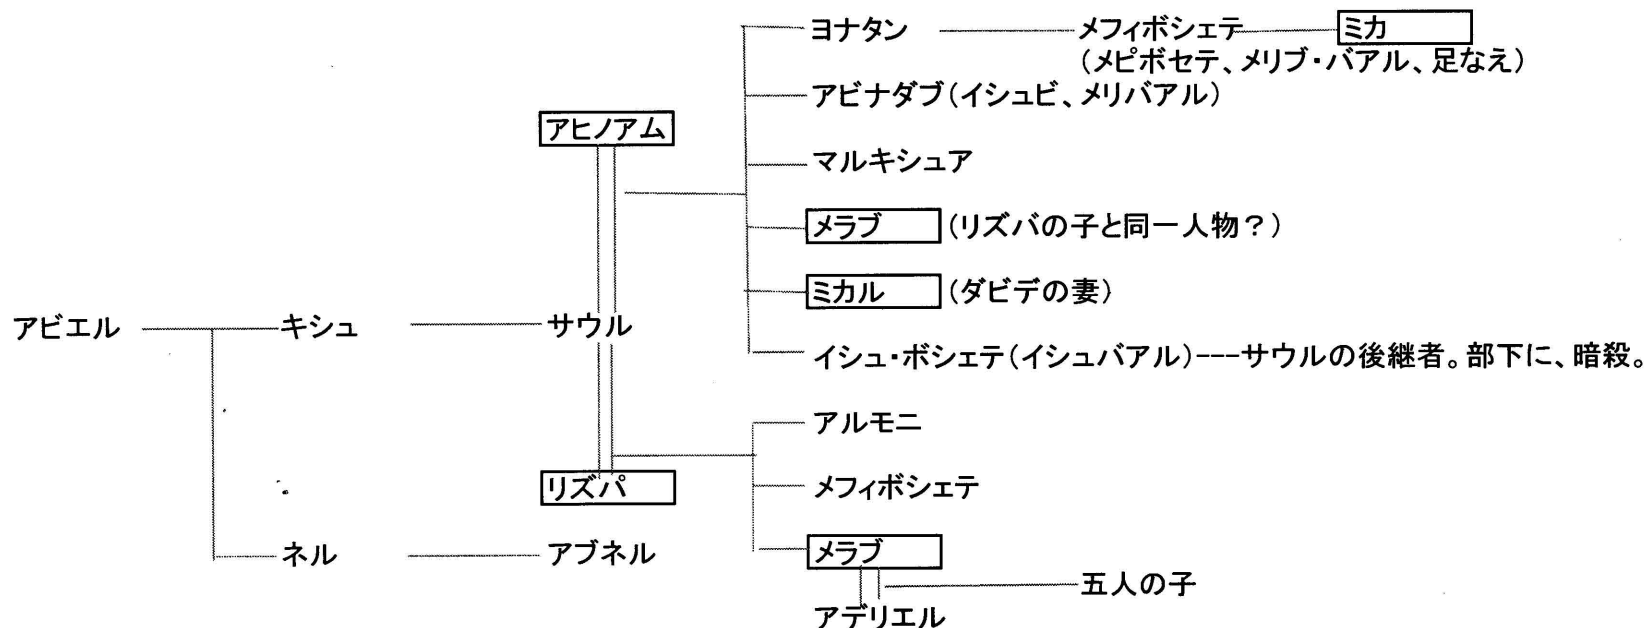 ヨナタン
メフィボシェテ
ミカ
(メピボセテ、メリブ・バアル、足なえ)
アビナダブ(イシュビ、メリバアル)
アヒノアム
マルキシュア
メラブ (リズバの子と同一人物?)
ミカル (ダビデの妻)
アビエル
キシュ
サウル
イシュ・ボシェテ(イシュバアル)---サウルの後継者。部下に、暗殺。
アルモニ
リズパ
メフィボシェテ
ネル
アブネル
メラブ
五人の子
アデリエル